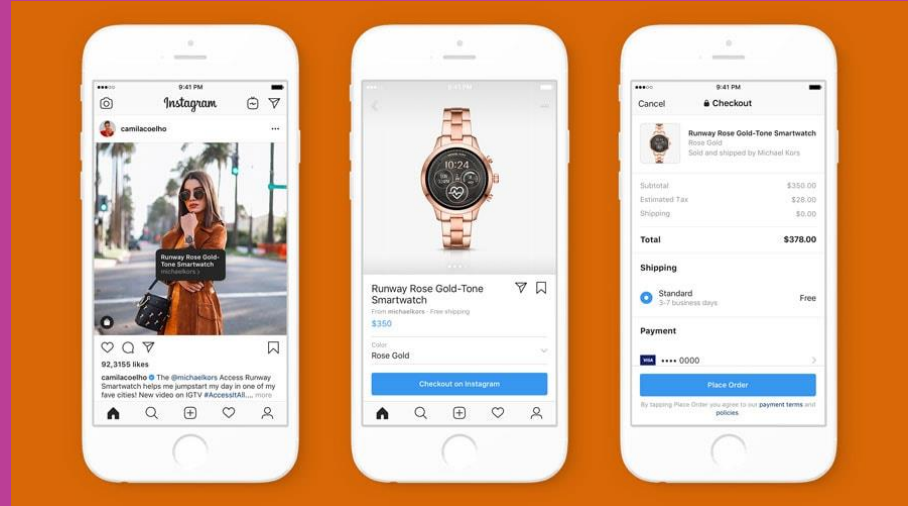 9:41 PM
Instagram
camilacoelho
Runway Rose Gold-
Tone Smartwatch
michaelkors >
92,3155 likes
camilacoelho The @michaelkors Access Runway
Smartwatch helps me jumpstart my day in one of my
fave cities! New video on IGTV #AccessItAll.... more
9:41 PM
10:24
Runway Rose Gold-Tone
Smartwatch
From michaelkors · Free shipping
$350
Color
Rose Gold
Checkout on Instagram
9:41 PM
Cancel
Checkout
Runway Rose Gold-Tone Smartwatch
Rose Gold
Sold and shipped by Michael Kors
Subtotal $350.00
Estimated Tax $28.00
Shipping $0.00
Total $378.00
Shipping
Standard
3-7 business days
Free
Payment
VISA •••• 0000
Place Order
By tapping Place Order you agree to our payment terms and
policies.